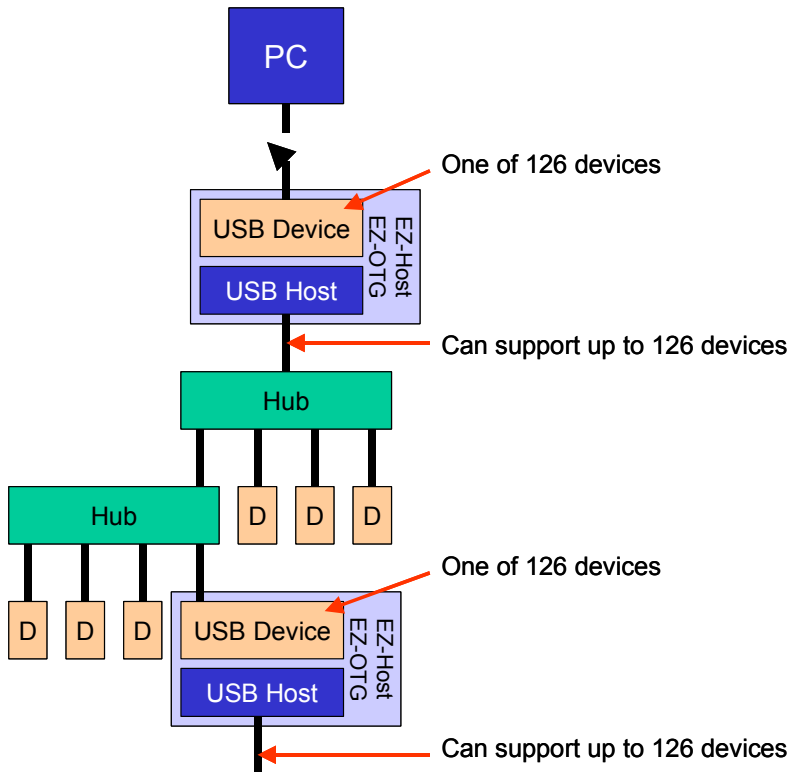 PC
One of 126 devices
USB Device
EZ-Host
EZ-OTG
USB Host
Can support up to 126 devices
Hub
Hub
D
D
D
One of 126 devices
D
D
D
USB Device
EZ-Host
EZ-OTG
USB Host
Can support up to 126 devices